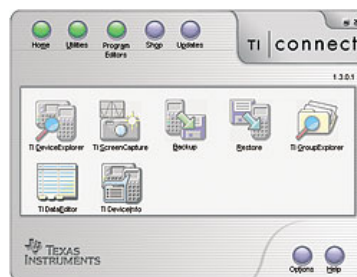 Home Utilities Program Editors Shop Updates
TI connect
1.3.0.1
TI DeviceExplorer TI ScreenCapture Backup Restore TI GroupExplorer
TI DataEditor TI DeviceInfo
TEXAS INSTRUMENTS
Options Help